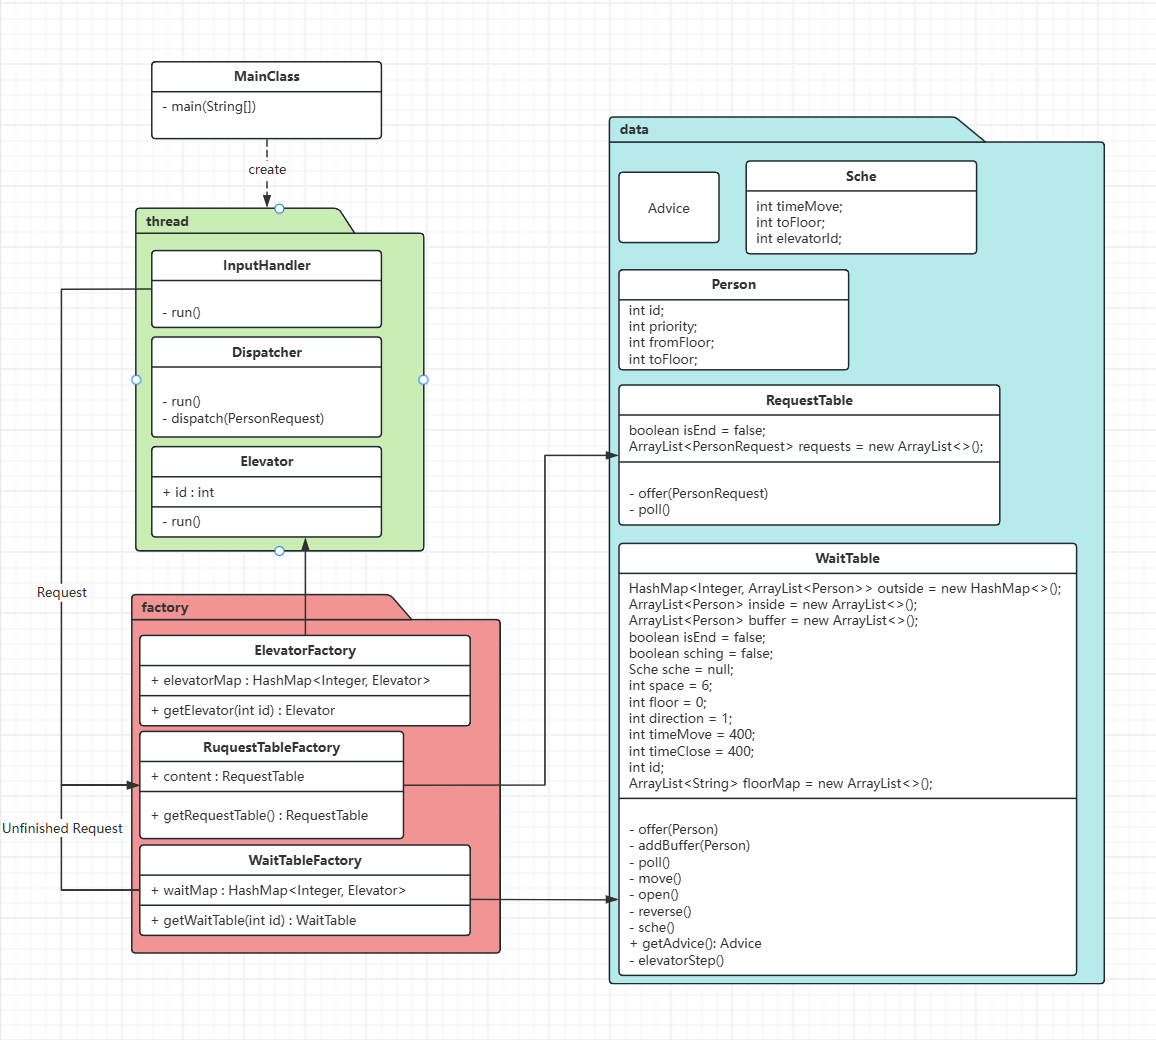 MainClass
- main(String[])
create
thread
InputHandler
- run()
Dispatcher
- run()
- dispatch(PersonRequest)
Elevator
+ id : int
- run()
Request
factory
ElevatorFactory
+ elevatorMap : HashMap<Integer, Elevator>
+ getElevator(int id) : Elevator
RuquestTableFactory
+ content : RequestTable
+ getRequestTable() : RequestTable
Unfinished Request
WaitTableFactory
+ waitMap : HashMap<Integer, Elevator>
+ getWaitTable(int id) : WaitTable
data
Advice
Sche
int timeMove;
int toFloor;
int elevatorId;
Person
int id;
int priority;
int fromFloor;
int toFloor;
RequestTable
boolean isEnd = false;
ArrayList<PersonRequest> requests = new ArrayList<>();
- offer(PersonRequest)
- poll()
WaitTable
HashMap<Integer, ArrayList<Person>> outside = new HashMap<>();
ArrayList<Person> inside = new ArrayList<>();
ArrayList<Person> buffer = new ArrayList<>();
boolean isEnd = false;
boolean sching = false;
Sche sche = null;
int space = 6;
int floor = 0;
int direction = 1;
int timeMove = 400;
int timeClose = 400;
int id;
ArrayList<String> floorMap = new ArrayList<>();
- offer(Person)
- addBuffer(Person)
- poll()
- move()
- open()
- reverse()
- sche()
+ getAdvice(): Advice
- elevatorStep()